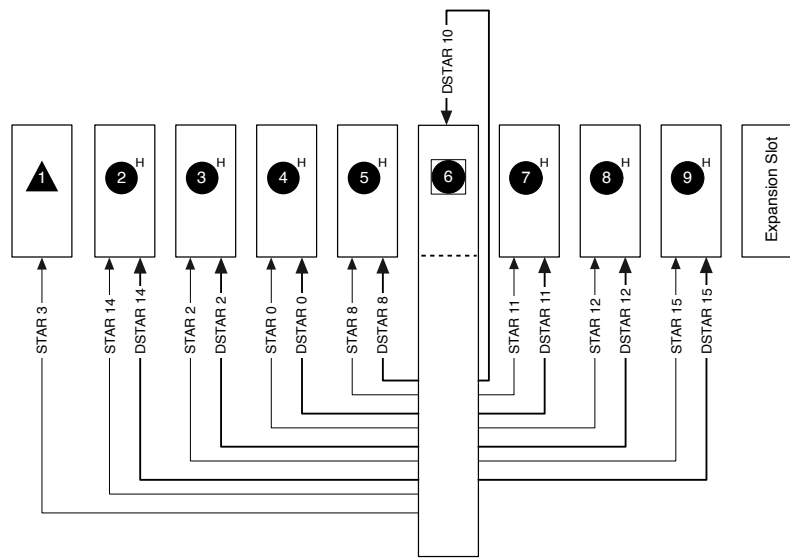 DSTAR 10
1
2
H
3
H
4
H
5
H
6
7
H
8
H
9
H
Expansion Slot
STAR 3
STAR 14
DSTAR 14
STAR 2
DSTAR 2
STAR 0
DSTAR 0
STAR 8
DSTAR 8
STAR 11
DSTAR 11
STAR 12
DSTAR 12
STAR 15
DSTAR 15